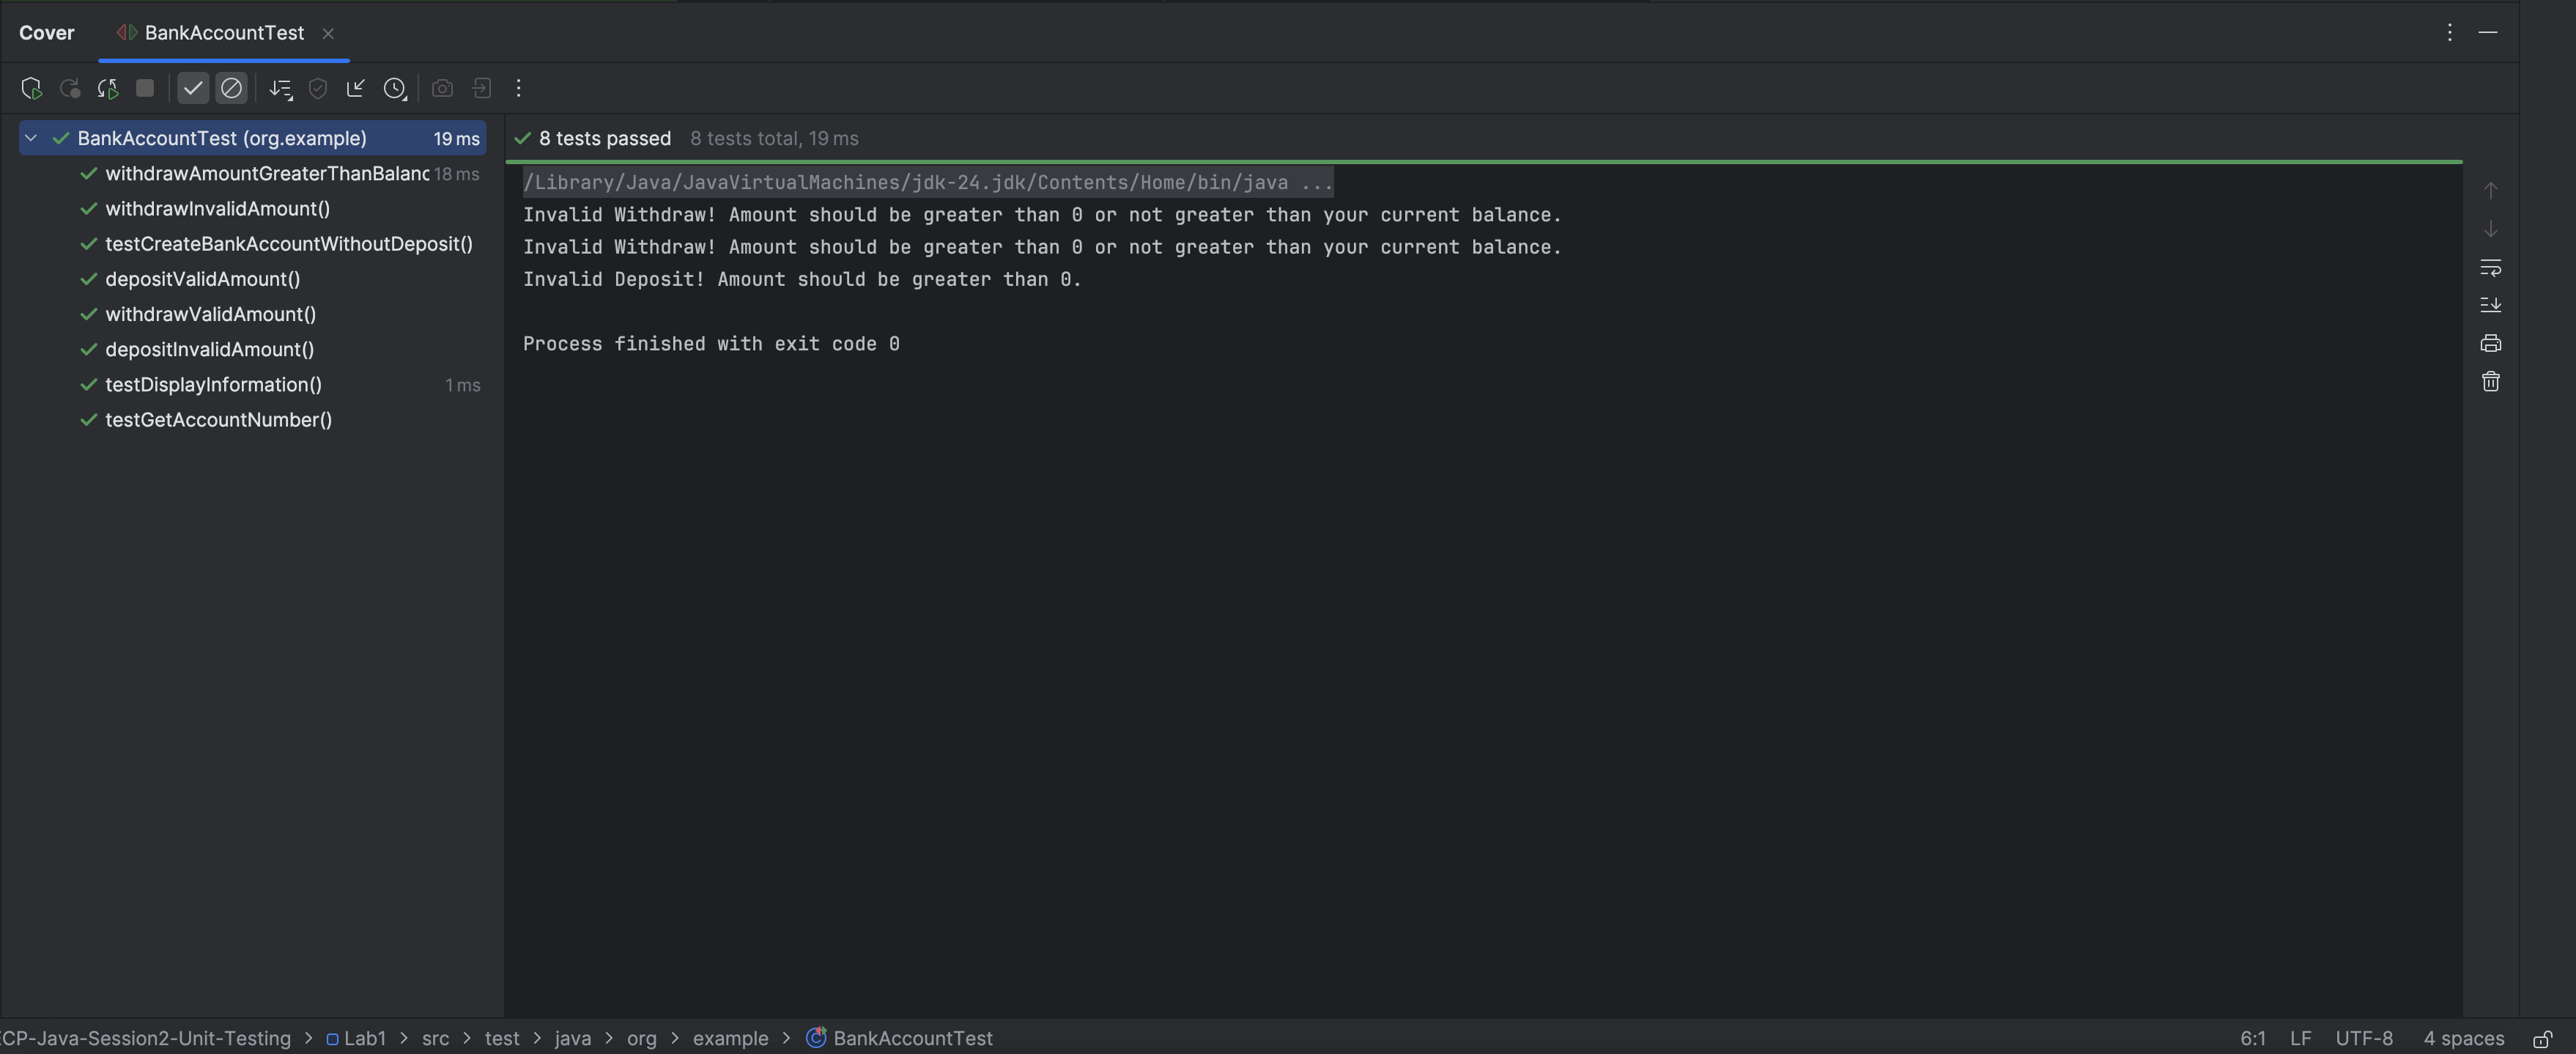 Cover BankAccountTest
BankAccountTest (org.example) 19 ms
withdrawAmountGreaterThanBalanc 18 ms
withdrawInvalidAmount()
testCreateBankAccountWithoutDeposit()
depositValidAmount()
withdrawValidAmount()
depositInvalidAmount()
testDisplayInformation() 1 ms
testGetAccountNumber()
8 tests passed 8 tests total, 19 ms
/Library/Java/JavaVirtualMachines/jdk-24.jdk/Contents/Home/bin/java ...
Invalid Withdraw! Amount should be greater than 0 or not greater than your current balance.
Invalid Withdraw! Amount should be greater than 0 or not greater than your current balance.
Invalid Deposit! Amount should be greater than 0.
Process finished with exit code 0
CP-Java-Session2-Unit-Testing > Lab1 > src > test > java > org > example > BankAccountTest 6:1 LF UTF-8 4 spaces